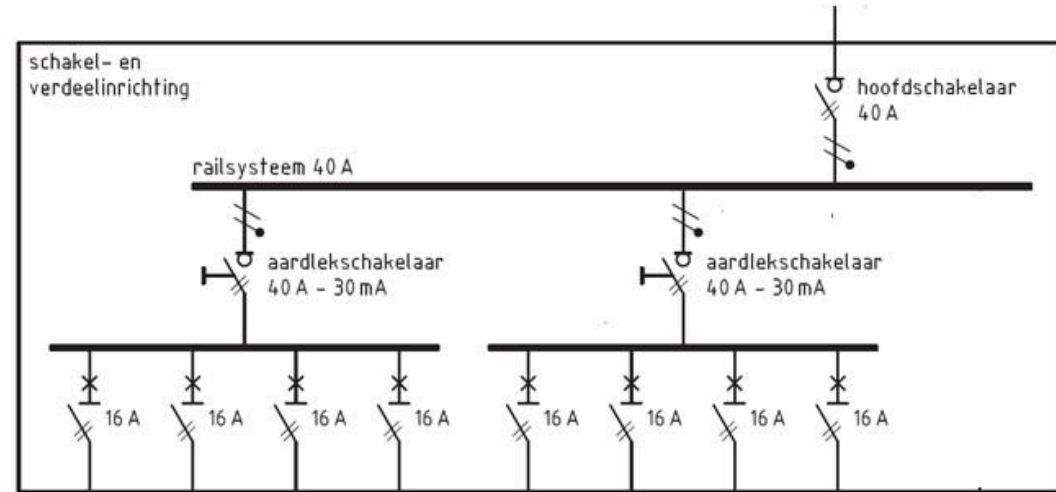 schakel- en
verdeelinrichting
hoofdschakelaar
40 A
railsysteem 40 A
aardlekschakelaar
40 A - 30 mA
aardlekschakelaar
40 A - 30 mA
16 A
16 A
16 A
16 A
16 A
16 A
16 A
16 A